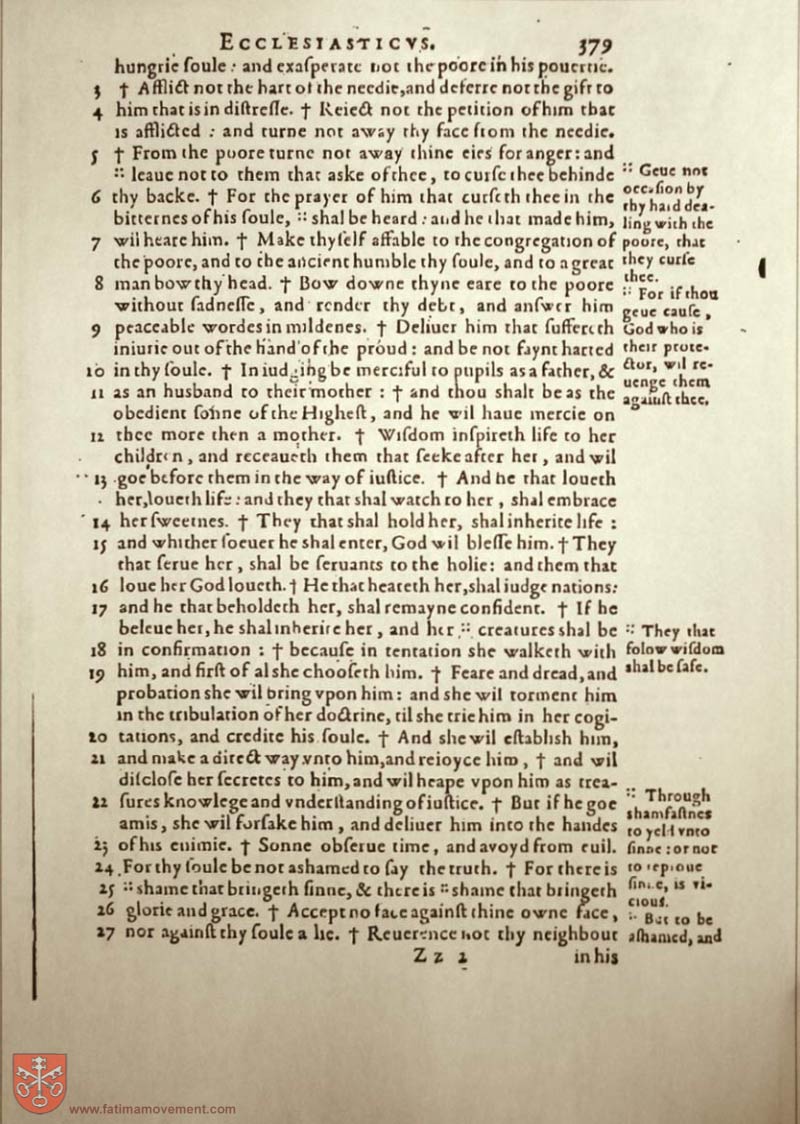 ECCLESIASTICVS. 379
hungrie ſoule: and exaſperate not the poore in his pouertie.
3 † Afflict not the hart of the needie, and deferre not the gift to
4 him that is in diſtreſſe. † Reiect not the petition of him that
is afflicted : and turne not away thy face from the needie.
5 † From the poore turne not away thine eies for anger: and
:: leaue not to them that aske of thee, to curſe thee behinde
6 thy backe. † For the prayer of him that curſeth thee in the
bitternes of his ſoule, :: shal be heard: and he that made him,
7 wil heare him. † Make thyſelf affable to the congregation of
the poore, and to the ancient humble thy ſoule, and to a great
8 man bow thy head. † Bow downe thyne eare to the poore
without ſadneſſe, and render thy debt, and anſwer him
9 peaceable wordes in mildenes. † Deliuer him that ſuffereth
iniurie out of the hand of the proud: and be not faynt harted
10 in thy ſoule. † In iudging be merciful to pupils as a father, &
11 as an husband to their mother : † and thou shalt be as the
obedient ſonne of the Higheſt, and he wil haue mercie on
12 thee more then a mother. † Wiſdom inſpireth life to her
children, and receaueth them that ſeeke after her, and wil
13 goe before them in the way of iuſtice. † And he that loueth
her, loueth life: and they that shal watch to her, shal embrace
14 her ſweetnes. † They that shal hold her, shal inherite life :
15 and whither ſoeuer he shal enter, God wil bleſſe him. † They
that ſerue her, shal be ſeruants to the holie: and them that
16 loue her God loueth. † He that heareth her, shal iudge nations:
17 and he that beholdeth her, shal remayne confident. † If he
beleue her, he shal inherite her, and her :: creatures shal be
18 in confirmation : † becauſe in tentation she walketh with
19 him, and firſt of al she chooſeth him. † Feare and dread, and
probation she wil bring vpon him: and she wil torment him
in the tribulation of her doctrine, til she trie him in her cogi-
20 tations, and credite his ſoule. † And she wil eſtablish him,
21 and make a direct way vnto him, and reioyce him, † and wil
diſcloſe her ſecretes to him, and wil heape vpon him as trea-
22 ſures knowlege and vnderſtanding of iuſtice. † But if he goe
amis, she wil forſake him, and deliuer him into the handes
23 of his enimie. † Sonne obſerue time, and avoyd from euil.
24 For thy ſoule be not ashamed to ſay the truth. † For there is
25 :: shame that bringeth ſinne, & there is :: shame that bringeth
26 glorie and grace. † Accept no face againſt thine owne face,
27 nor againſt thy ſoule a lie. † Reuerence not thy neighbour
Zz 2 in his
:: Geue not
occaſion by
thy hard dea-
ling with the
poore, that
they curſe
thee.
:: For if thou
geue cauſe,
God who is
their prote-
ctor, wil re-
uenge them
againſt thee.
:: They that
folow wiſdom
shal be ſafe.
:: Through
shamfaſtnes
to yeld vnto
ſinne: or not
to repioue
ſinne, is vi-
cious.
:: But to be
ashamed, and
www.fatimamovement.com